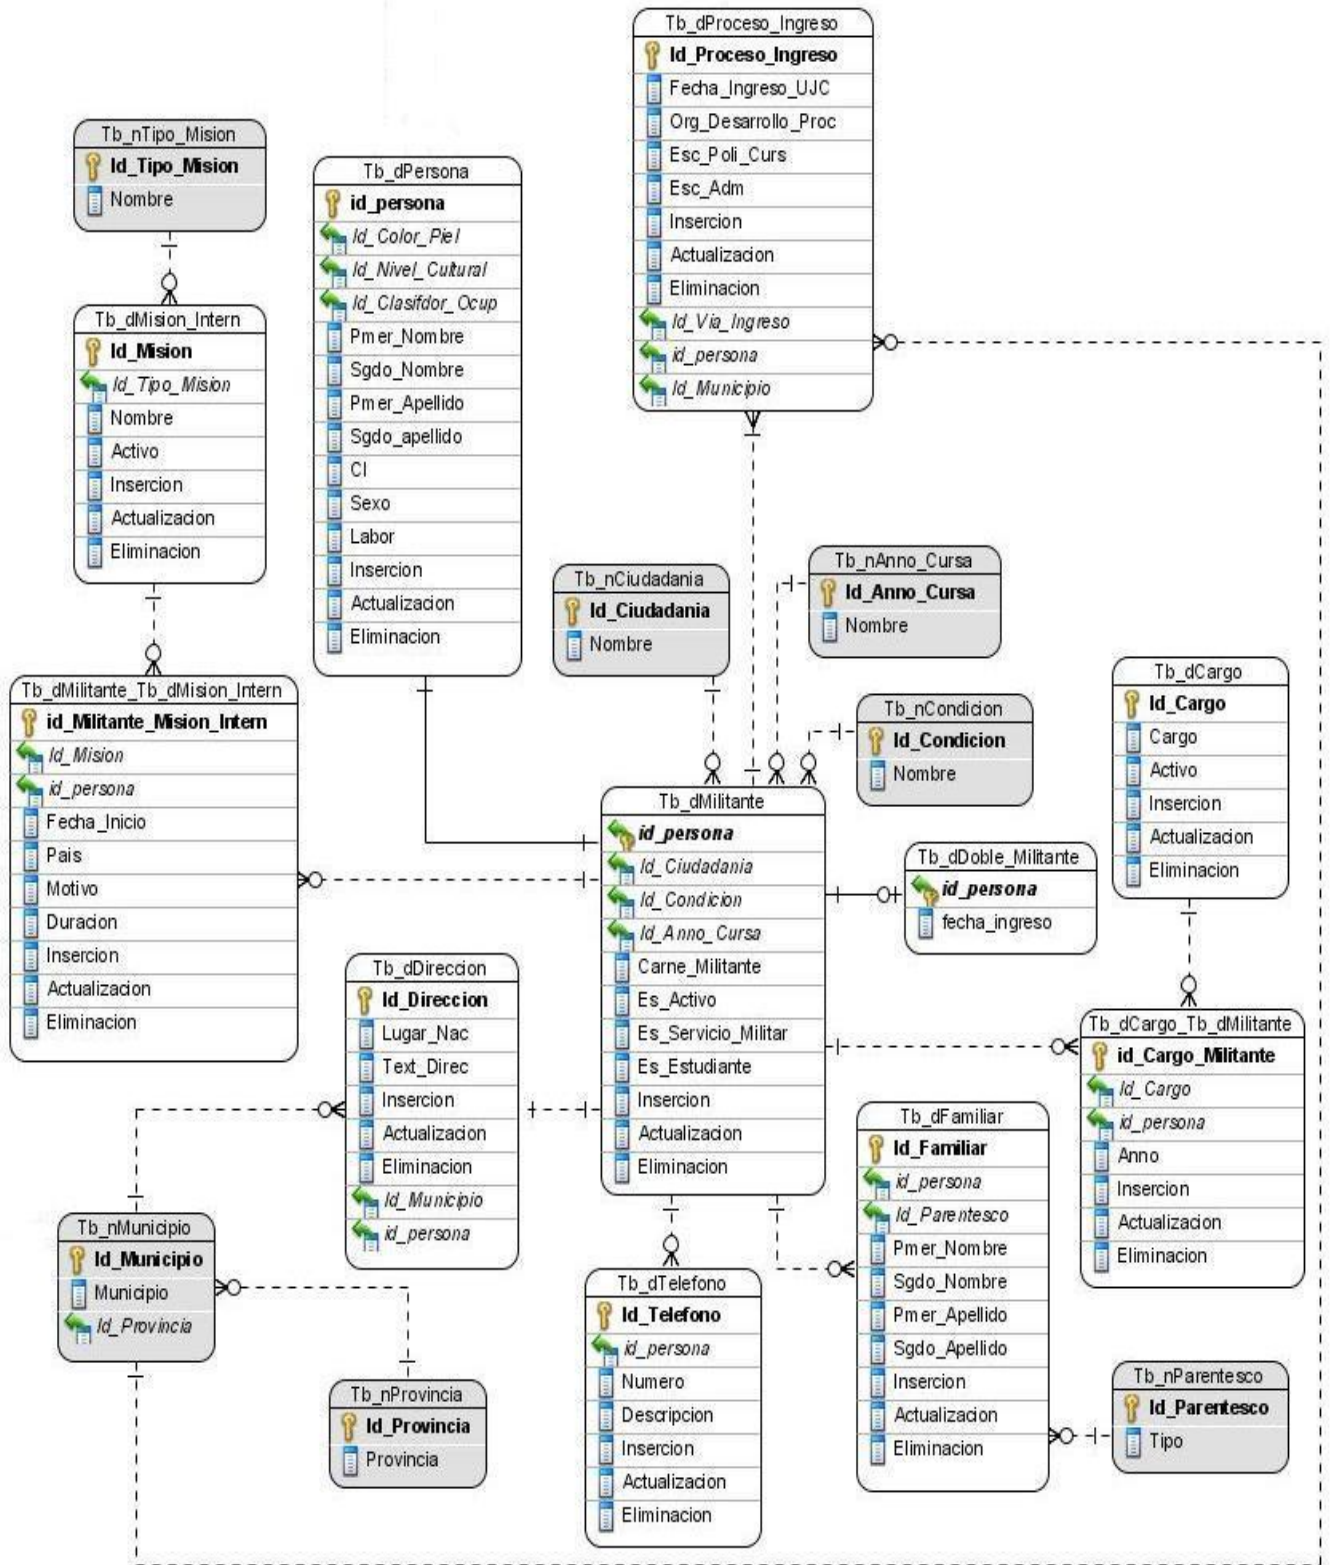 Tb_dProceso_Ingreso
Id_Proceso_Ingreso
Fecha_Ingreso_UJC
Org_Desarrollo_Proc
Esc_Poli_Curs
Esc_Adm
Insercion
Actualizacion
Eliminacion
Id_Via_Ingreso
id_persona
Id_Municipio
Tb_nTipo_Mision
Id_Tipo_Mision
Nombre
Tb_dPersona
id_persona
Id_Color_Piel
Id_Nivel_Cultural
Id_Clasifdor_Ocup
Pmer_Nombre
Sgdo_Nombre
Pmer_Apellido
Sgdo_apellido
CI
Sexo
Labor
Insercion
Actualizacion
Eliminacion
Tb_dMision_Intern
Id_Mision
Id_Tipo_Mision
Nombre
Activo
Insercion
Actualizacion
Eliminacion
Tb_nCiudadania
Id_Ciudadania
Nombre
Tb_nAnno_Cursa
Id_Anno_Cursa
Nombre
Tb_dMilitante_Tb_dMision_Intern
id_Militante_Mision_Intern
Id_Mision
id_persona
Fecha_Inicio
Pais
Motivo
Duracion
Insercion
Actualizacion
Eliminacion
Tb_nCondicion
Id_Condicion
Nombre
Tb_dCargo
Id_Cargo
Cargo
Activo
Insercion
Actualizacion
Eliminacion
Tb_dMilitante
id_persona
Id_Ciudadania
Id_Condicion
Id_Anno_Cursa
Carne_Militante
Es_Activo
Es_Servicio_Militar
Es_Estudiante
Insercion
Actualizacion
Eliminacion
Tb_dDoble_Militante
id_persona
fecha_ingreso
Tb_dDireccion
Id_Direccion
Lugar_Nac
Text_Direc
Insercion
Actualizacion
Eliminacion
Id_Municipio
id_persona
Tb_dCargo_Tb_dMilitante
id_Cargo_Militante
Id_Cargo
id_persona
Anno
Insercion
Actualizacion
Eliminacion
Tb_dFamiliar
Id_Familiar
id_persona
Id_Parentesco
Pmer_Nombre
Sgdo_Nombre
Pmer_Apellido
Sgdo_Apellido
Insercion
Actualizacion
Eliminacion
Tb_nMunicipio
Id_Municipio
Municipio
Id_Provincia
Tb_dTelefono
Id_Telefono
id_persona
Numero
Descripcion
Insercion
Actualizacion
Eliminacion
Tb_nProvincia
Id_Provincia
Provincia
Tb_nParentesco
Id_Parentesco
Tipo